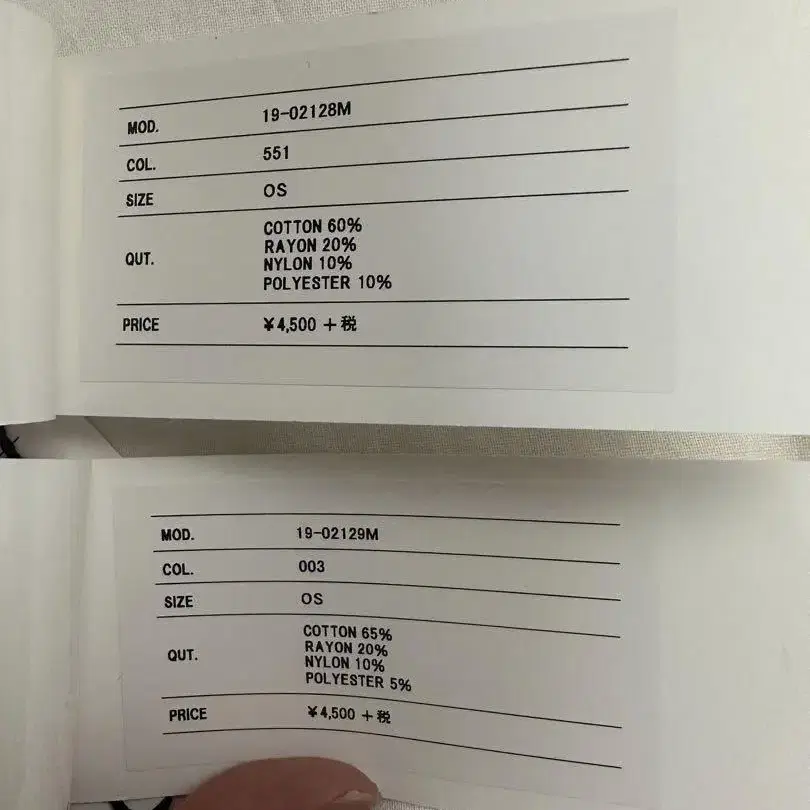 MOD. 19-02128M
COL. 551
SIZE OS
QUT. COTTON 60%
RAYON 20%
NYLON 10%
POLYESTER 10%
PRICE ¥4,500 +税
MOD. 19-02129M
COL. 003
SIZE OS
QUT. COTTON 65%
RAYON 20%
NYLON 10%
POLYESTER 5%
PRICE ¥4,500 +税